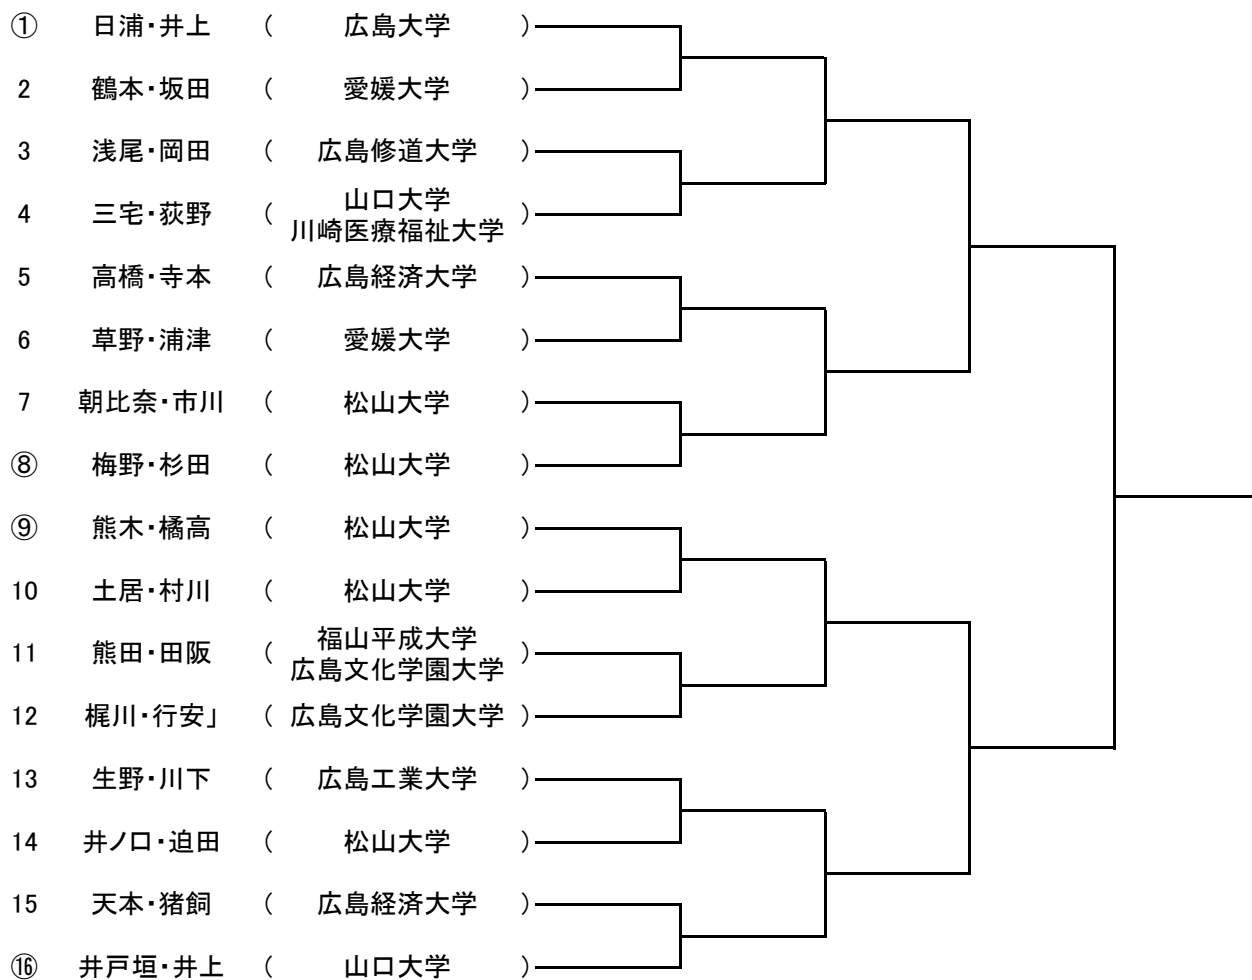 ① 日浦・井上 ( 広島大学 )
2 鶴本・坂田 ( 愛媛大学 )
3 浅尾・岡田 ( 広島修道大学 )
4 三宅・荻野 ( 山口大学
川崎医療福祉大学 )
5 高橋・寺本 ( 広島経済大学 )
6 草野・浦津 ( 愛媛大学 )
7 朝比奈・市川 ( 松山大学 )
⑧ 梅野・杉田 ( 松山大学 )
⑨ 熊木・橘高 ( 松山大学 )
10 土居・村川 ( 松山大学 )
11 熊田・田阪 ( 福山平成大学
広島文化学園大学 )
12 梶川・行安」 ( 広島文化学園大学 )
13 生野・川下 ( 広島工業大学 )
14 井ノ口・迫田 ( 松山大学 )
15 天本・猪飼 ( 広島経済大学 )
⑯ 井戸垣・井上 ( 山口大学 )